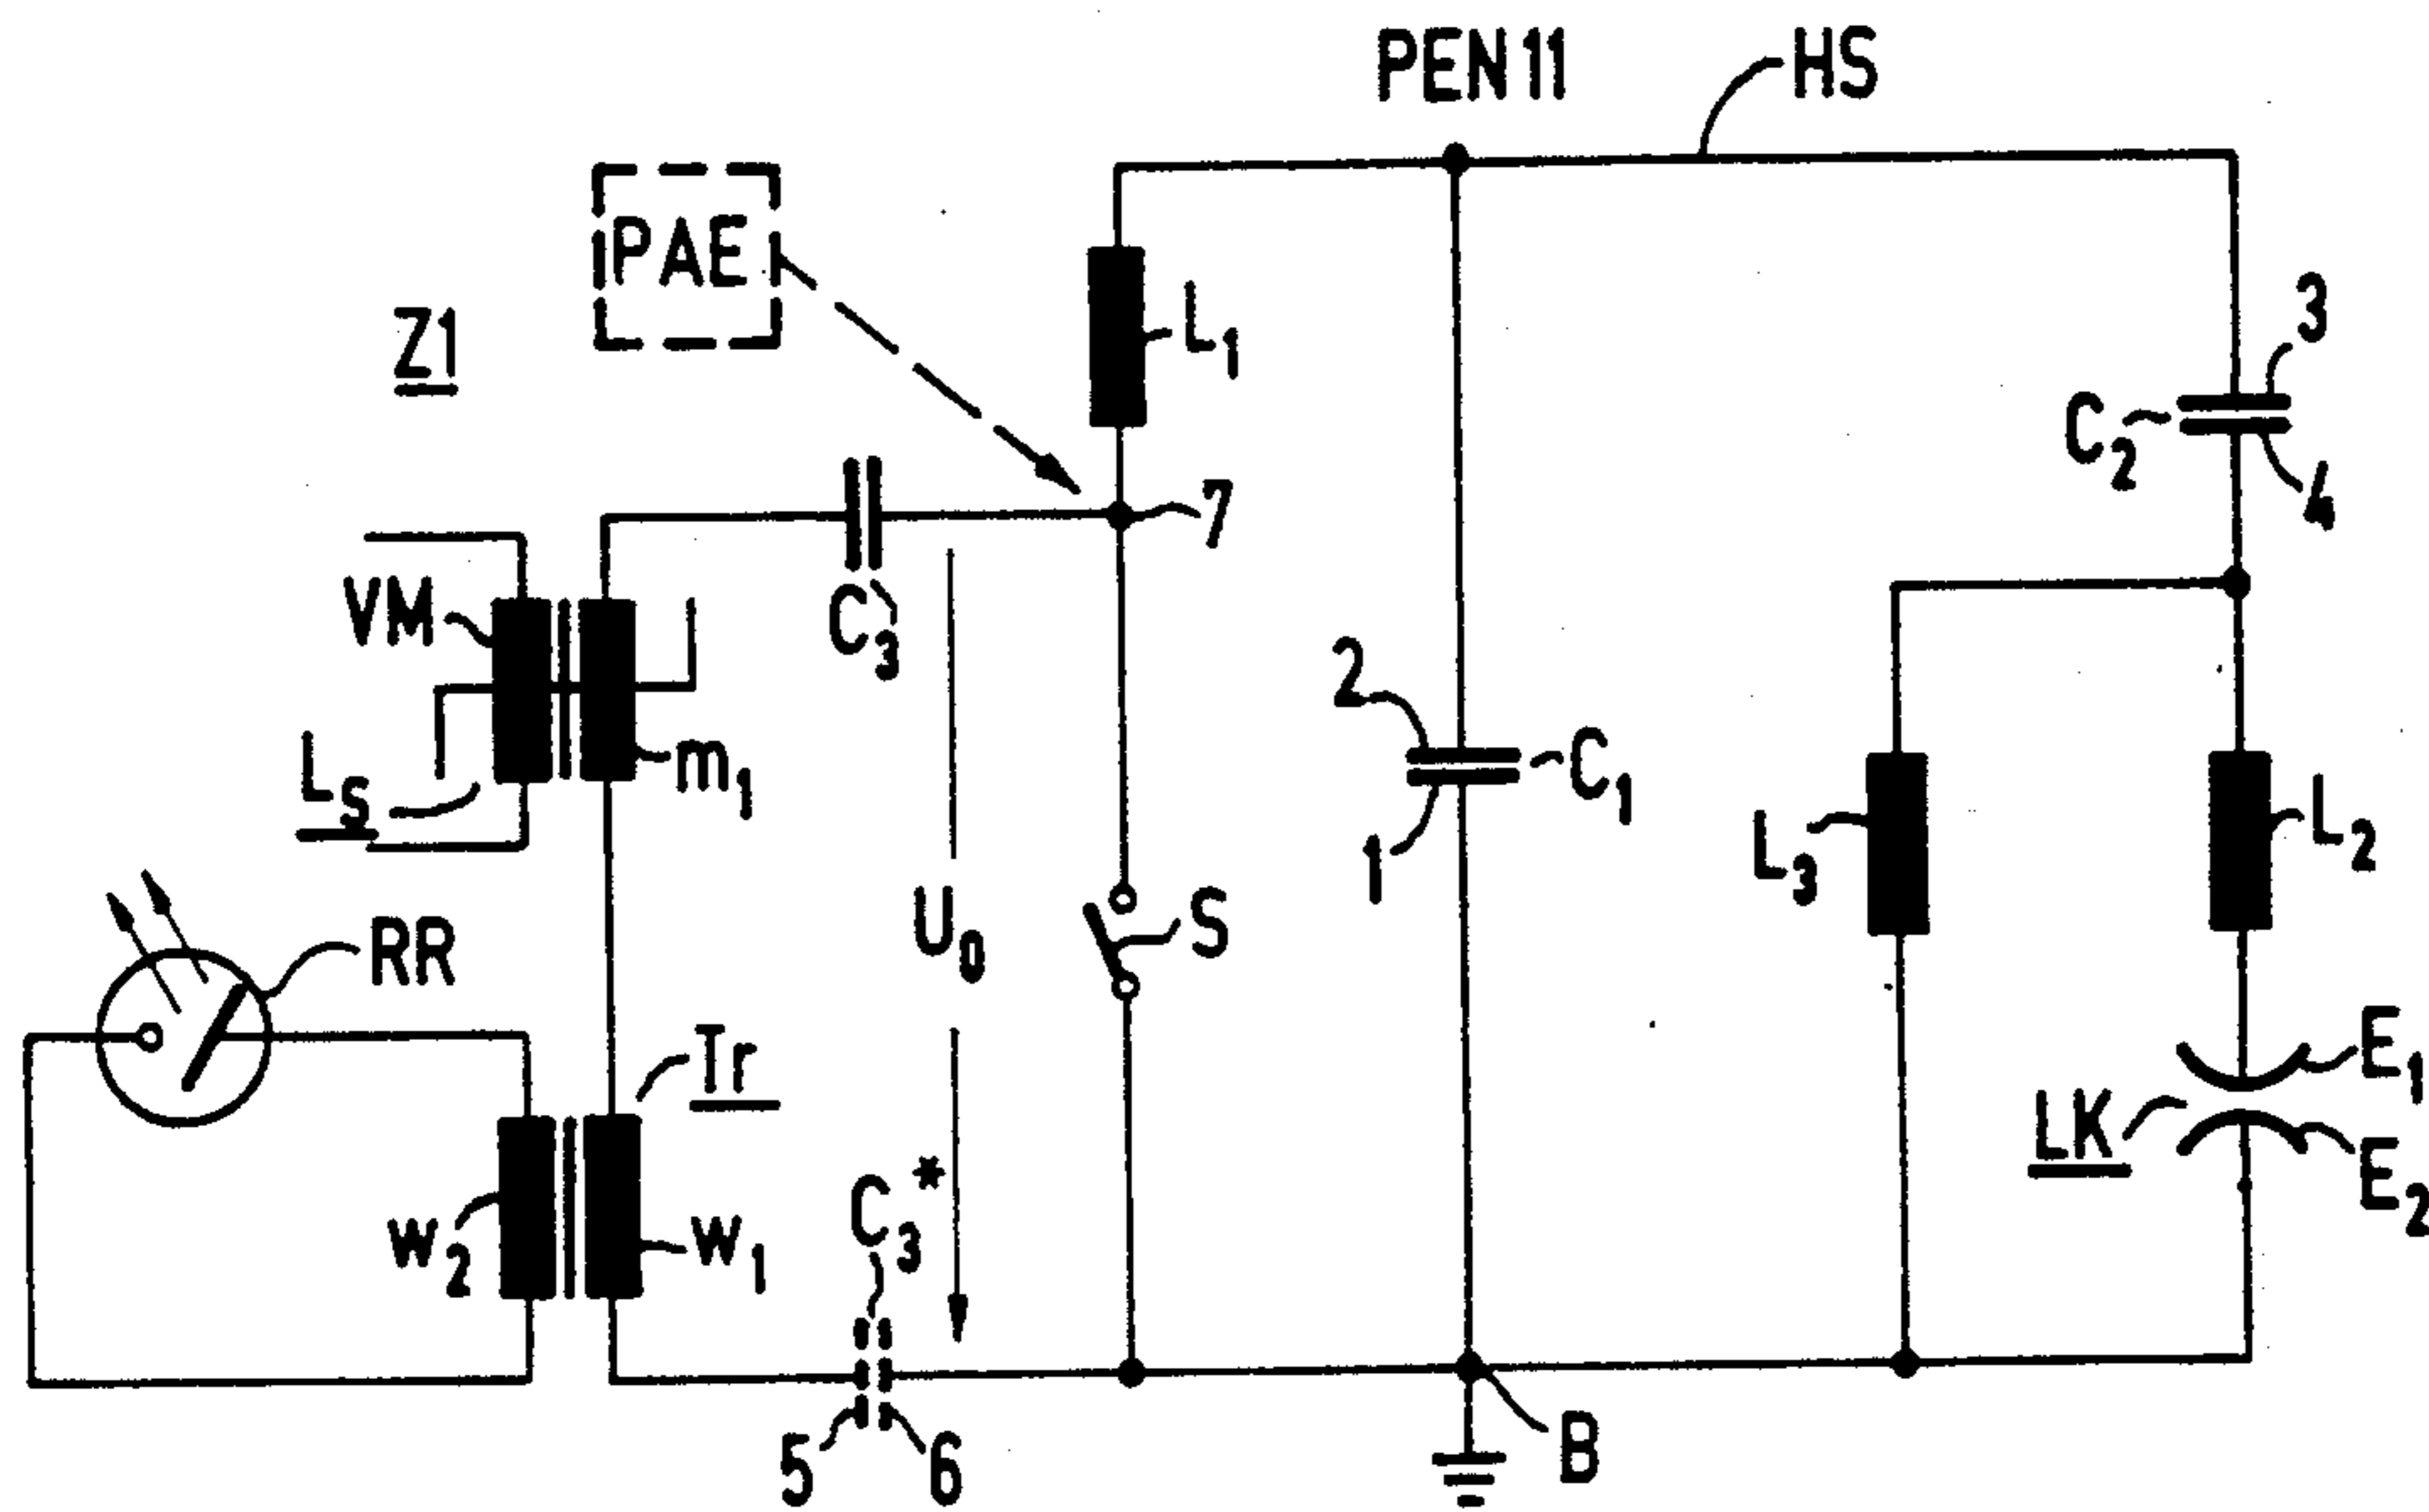 PEN 11
HS
PAE
Z1
L1
3
C2
4
7
VM
C3
2
C1
m1
LS
1
L3
L2
RR
U0
S
E1
Tr
LK
E2
C3*
w2
w1
5
6
B